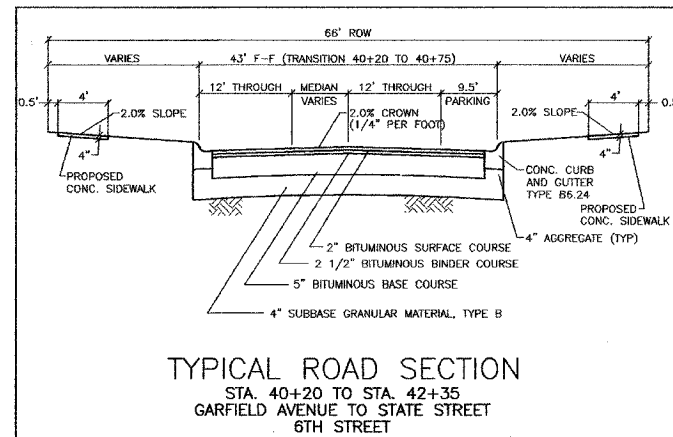 66' ROW
VARIES
43' F-F (TRANSITION 40+20 TO 40+75)
VARIES
12' THROUGH
MEDIAN
VARIES
12' THROUGH
9.5'
PARKING
0.5'
4'
2.0% SLOPE
2.0% CROWN
(1/4" PER FOOT)
2.0% SLOPE
4'
0.5'
4"
4"
PROPOSED
CONC. SIDEWALK
CONC. CURB
AND GUTTER
TYPE B6.24
PROPOSED
CONC. SIDEWALK
4" AGGREGATE (TYP)
2" BITUMINOUS SURFACE COURSE
2 1/2" BITUMINOUS BINDER COURSE
5" BITUMINOUS BASE COURSE
4" SUBBASE GRANULAR MATERIAL, TYPE B
TYPICAL ROAD SECTION
STA. 40+20 TO STA. 42+35
GARFIELD AVENUE TO STATE STREET
6TH STREET